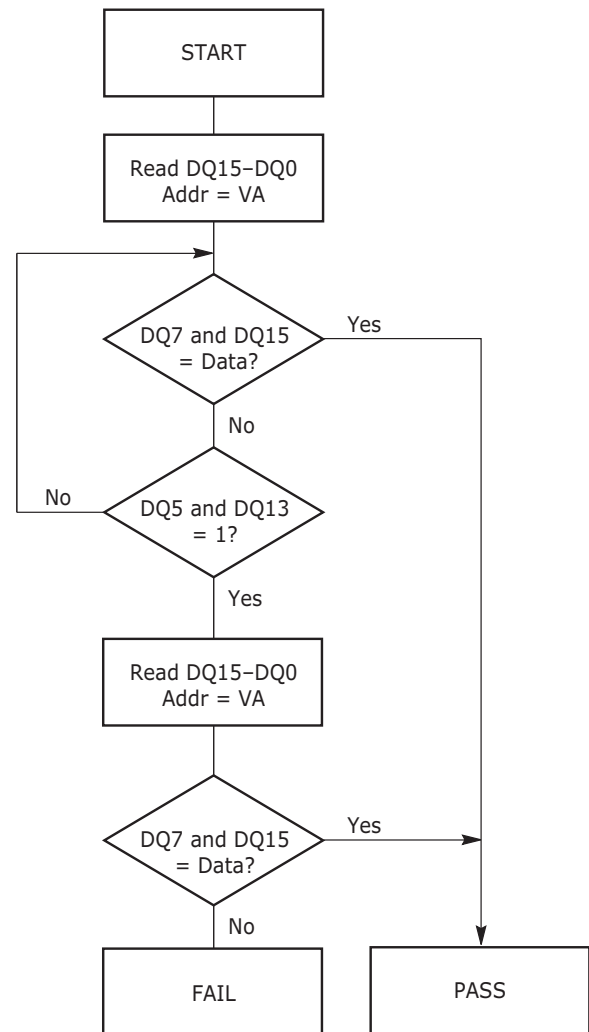 START
Read DQ15–DQ0
Addr = VA
DQ7 and DQ15
= Data?
Yes
No
No
DQ5 and DQ13
= 1?
Yes
Read DQ15–DQ0
Addr = VA
DQ7 and DQ15
= Data?
Yes
No
FAIL
PASS